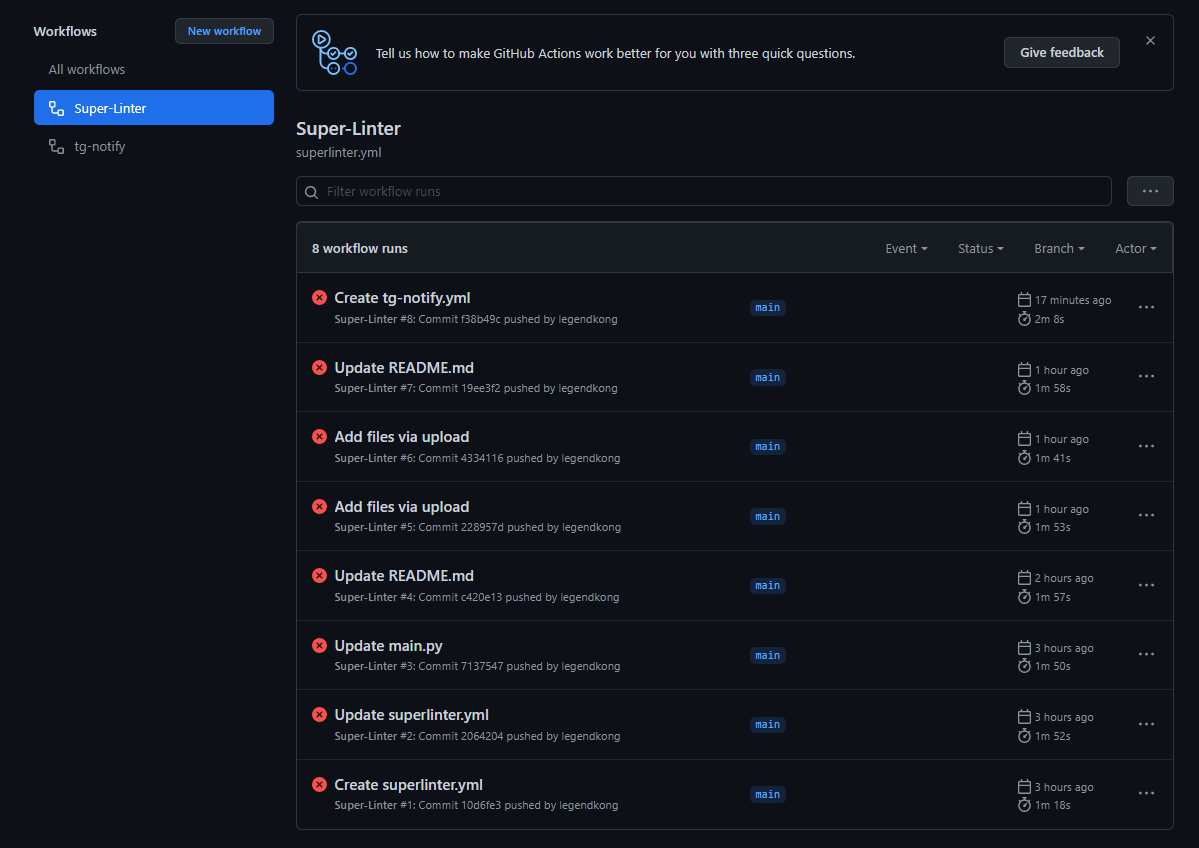 Workflows
New workflow
All workflows
Super-Linter
tg-notify
Tell us how to make GitHub Actions work better for you with three quick questions.
Give feedback
Super-Linter
superlinter.yml
Filter workflow runs
8 workflow runs
Event
Status
Branch
Actor
Create tg-notify.yml
Super-Linter #8: Commit f38b49c pushed by legendkong
main
17 minutes ago
2m 8s
Update README.md
Super-Linter #7: Commit 19ee3f2 pushed by legendkong
main
1 hour ago
1m 58s
Add files via upload
Super-Linter #6: Commit 4334116 pushed by legendkong
main
1 hour ago
1m 41s
Add files via upload
Super-Linter #5: Commit 228957d pushed by legendkong
main
1 hour ago
1m 53s
Update README.md
Super-Linter #4: Commit c420e13 pushed by legendkong
main
2 hours ago
1m 57s
Update main.py
Super-Linter #3: Commit 7137547 pushed by legendkong
main
3 hours ago
1m 50s
Update superlinter.yml
Super-Linter #2: Commit 2064204 pushed by legendkong
main
3 hours ago
1m 52s
Create superlinter.yml
Super-Linter #1: Commit 10d6fe3 pushed by legendkong
main
3 hours ago
1m 18s